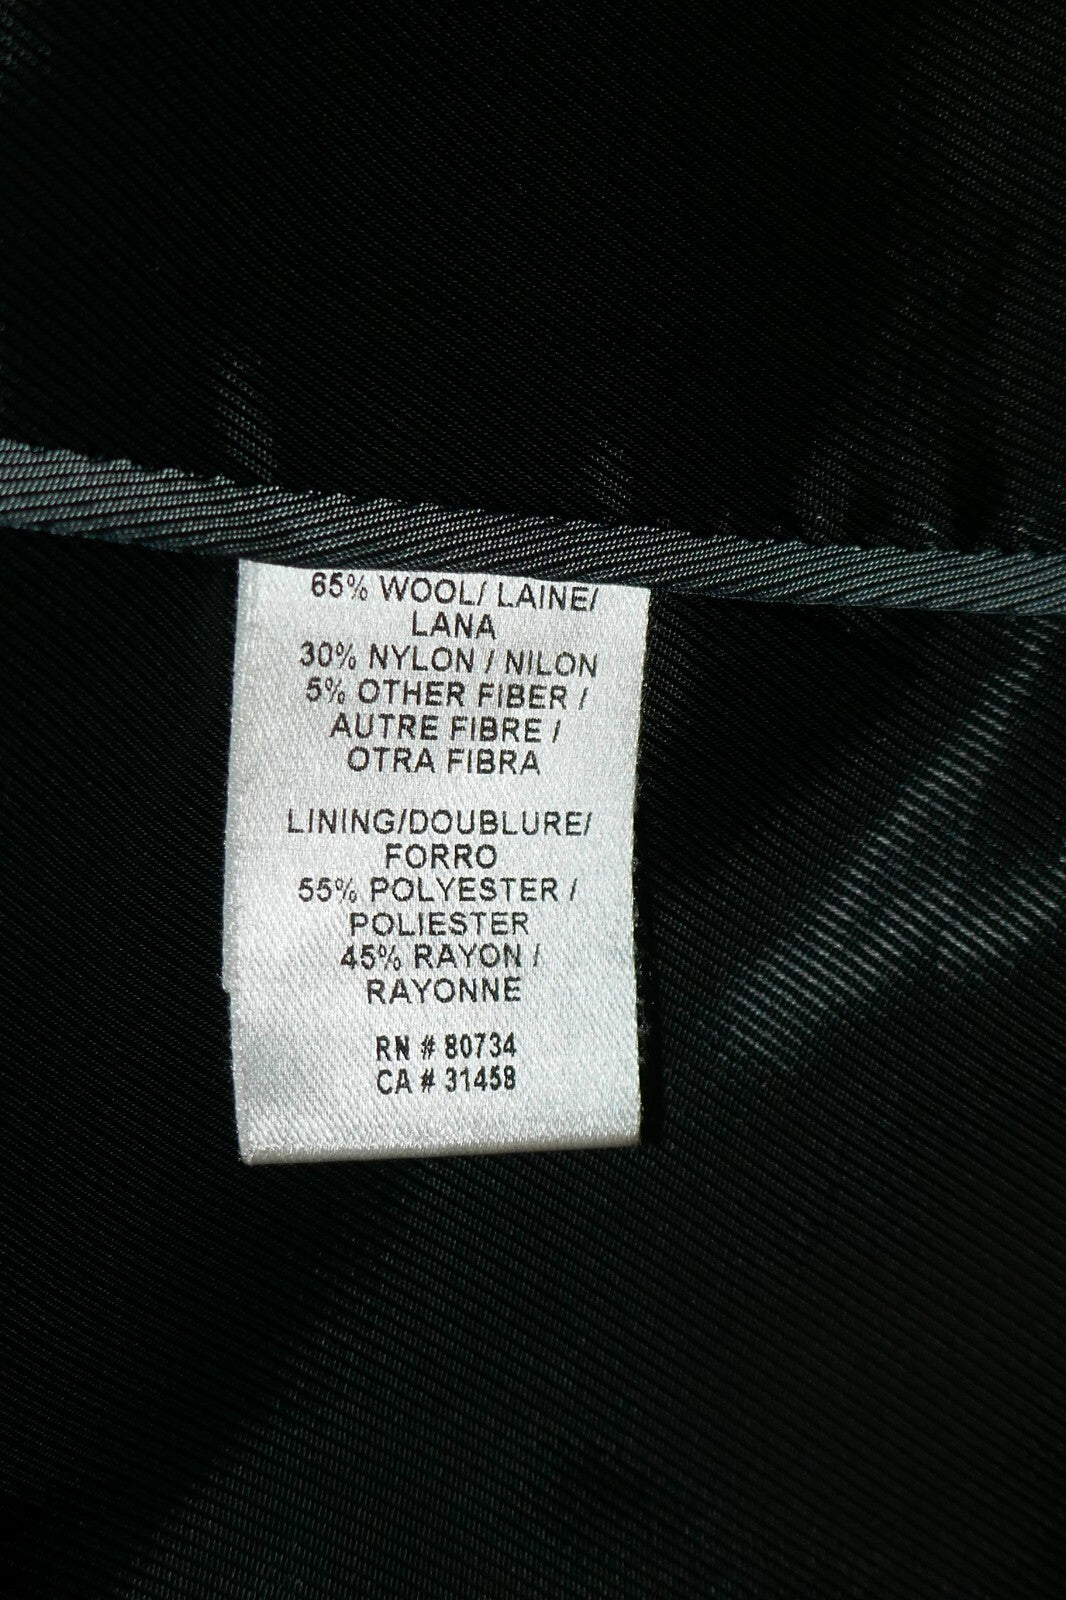 65% WOOL/ LAINE/
LANA
30% NYLON / NILON
5% OTHER FIBER /
AUTRE FIBRE /
OTRA FIBRA
LINING/DOUBLURE/
FORRO
55% POLYESTER /
POLIESTER
45% RAYON /
RAYONNE
RN # 80734
CA # 31458